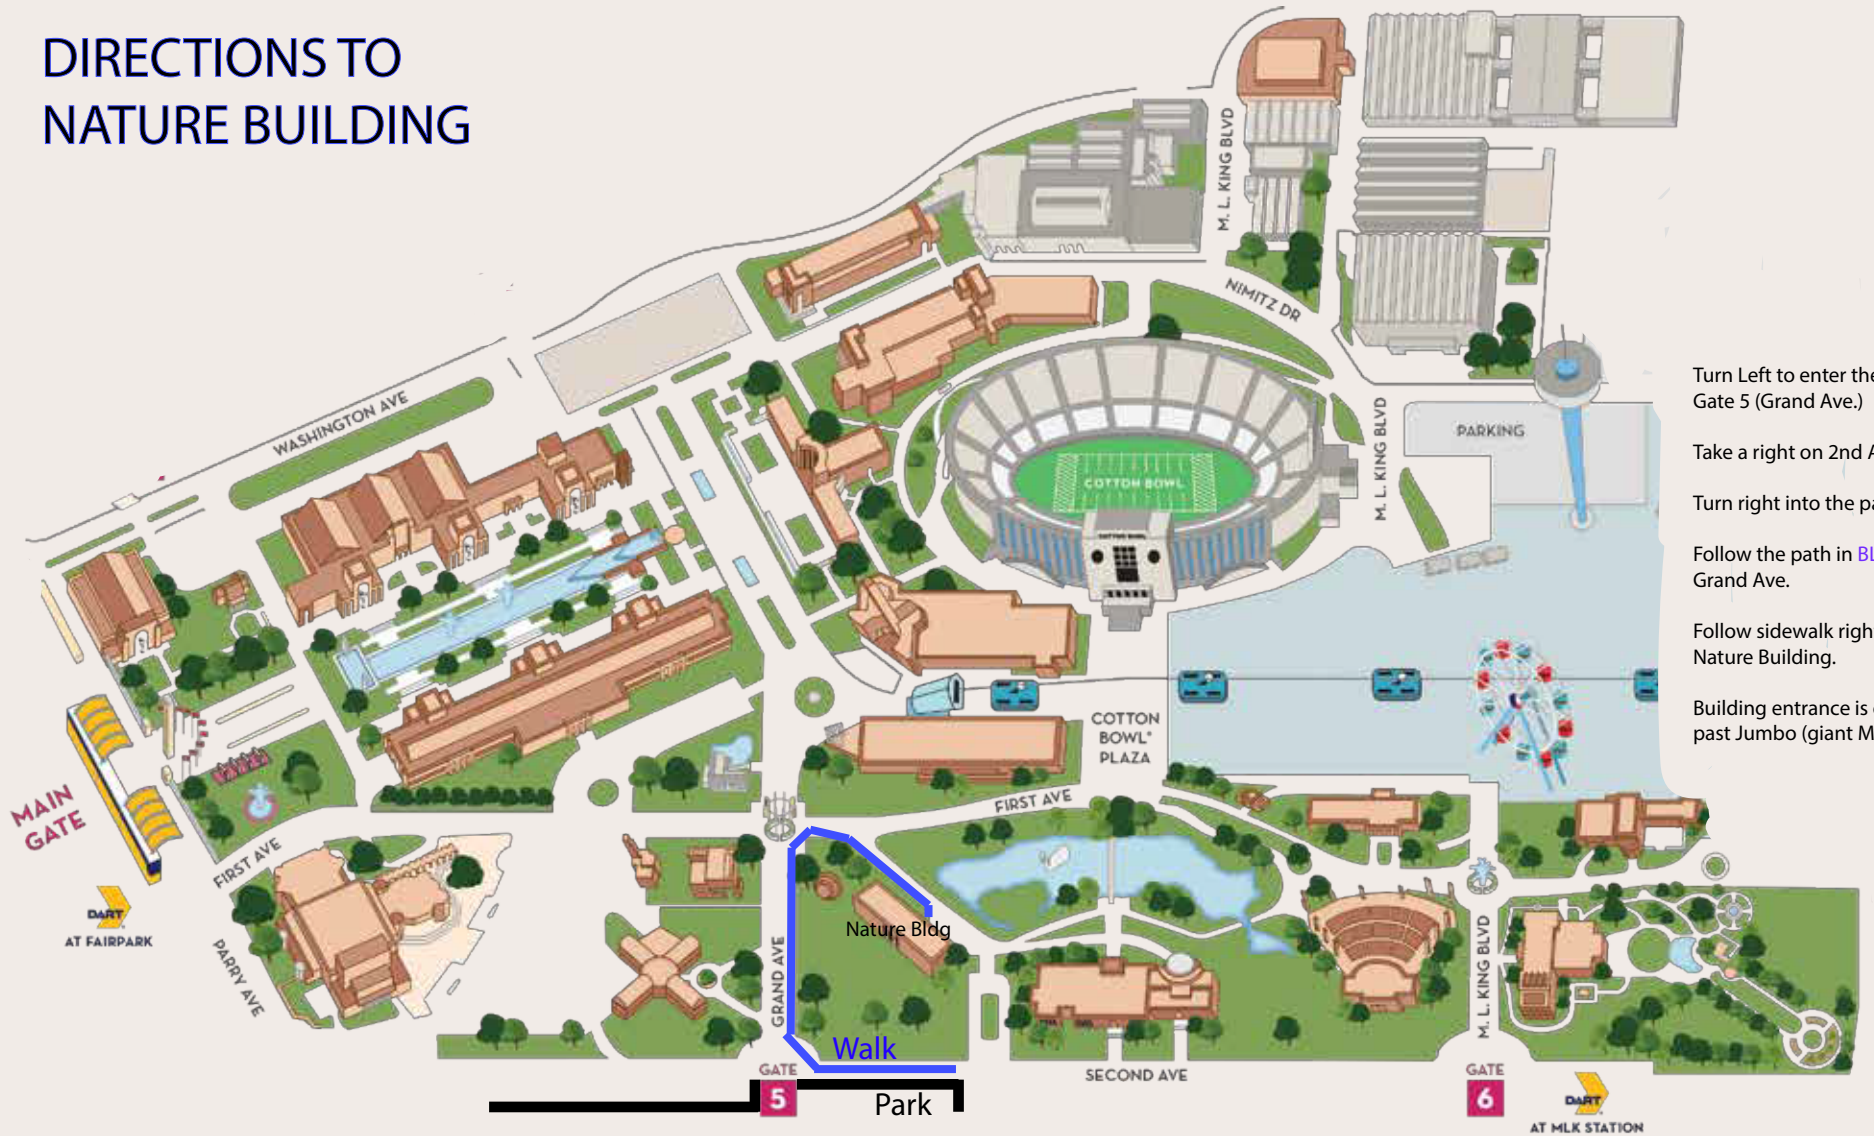 DIRECTIONS TO
NATURE BUILDING
M. L. KING BLVD
NIMITZ DR
WASHINGTON AVE
M. L. KING BLVD
PARKING
COTTON BOWL
COTTON BOWL
Turn Left to enter the
Gate 5 (Grand Ave.)
Take a right on 2nd A
Turn right into the pa
Follow the path in BL
Grand Ave.
Follow sidewalk righ
Nature Building.
Building entrance is
past Jumbo (giant M
COTTON
BOWL®
PLAZA
FIRST AVE
MAIN
GATE
FIRST AVE
DART
AT FAIRPARK
PARRY AVE
Nature Bldg
GRAND AVE
M. L. KING BLVD
Walk
GATE
5
Park
SECOND AVE
GATE
6
DART
AT MLK STATION